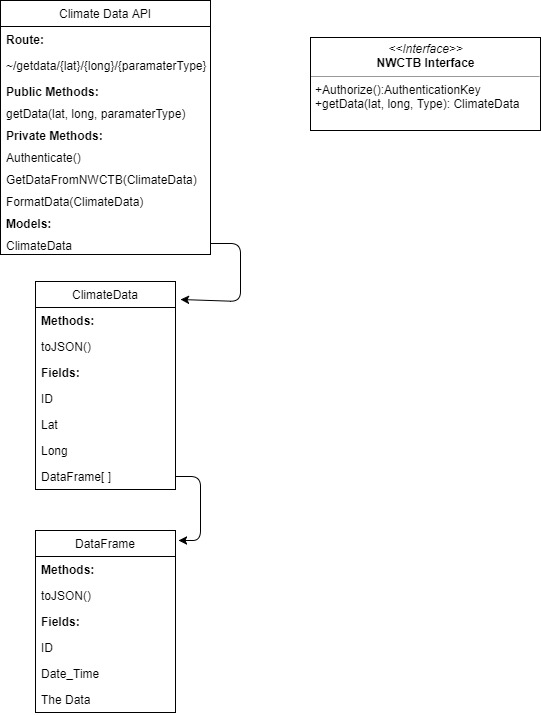 Climate Data API
Route:
~/getdata/{lat}/{long}/{paramaterType}
Public Methods:
getData(lat, long, paramaterType)
Private Methods:
Authenticate()
GetDataFromNWCTB(ClimateData)
FormatData(ClimateData)
Models:
ClimateData
<<Interface>>
NWCTB Interface
+Authorize():AuthenticationKey
+getData(lat, long, Type): ClimateData
ClimateData
Methods:
toJSON()
Fields:
ID
Lat
Long
DataFrame[ ]
DataFrame
Methods:
toJSON()
Fields:
ID
Date_Time
The Data